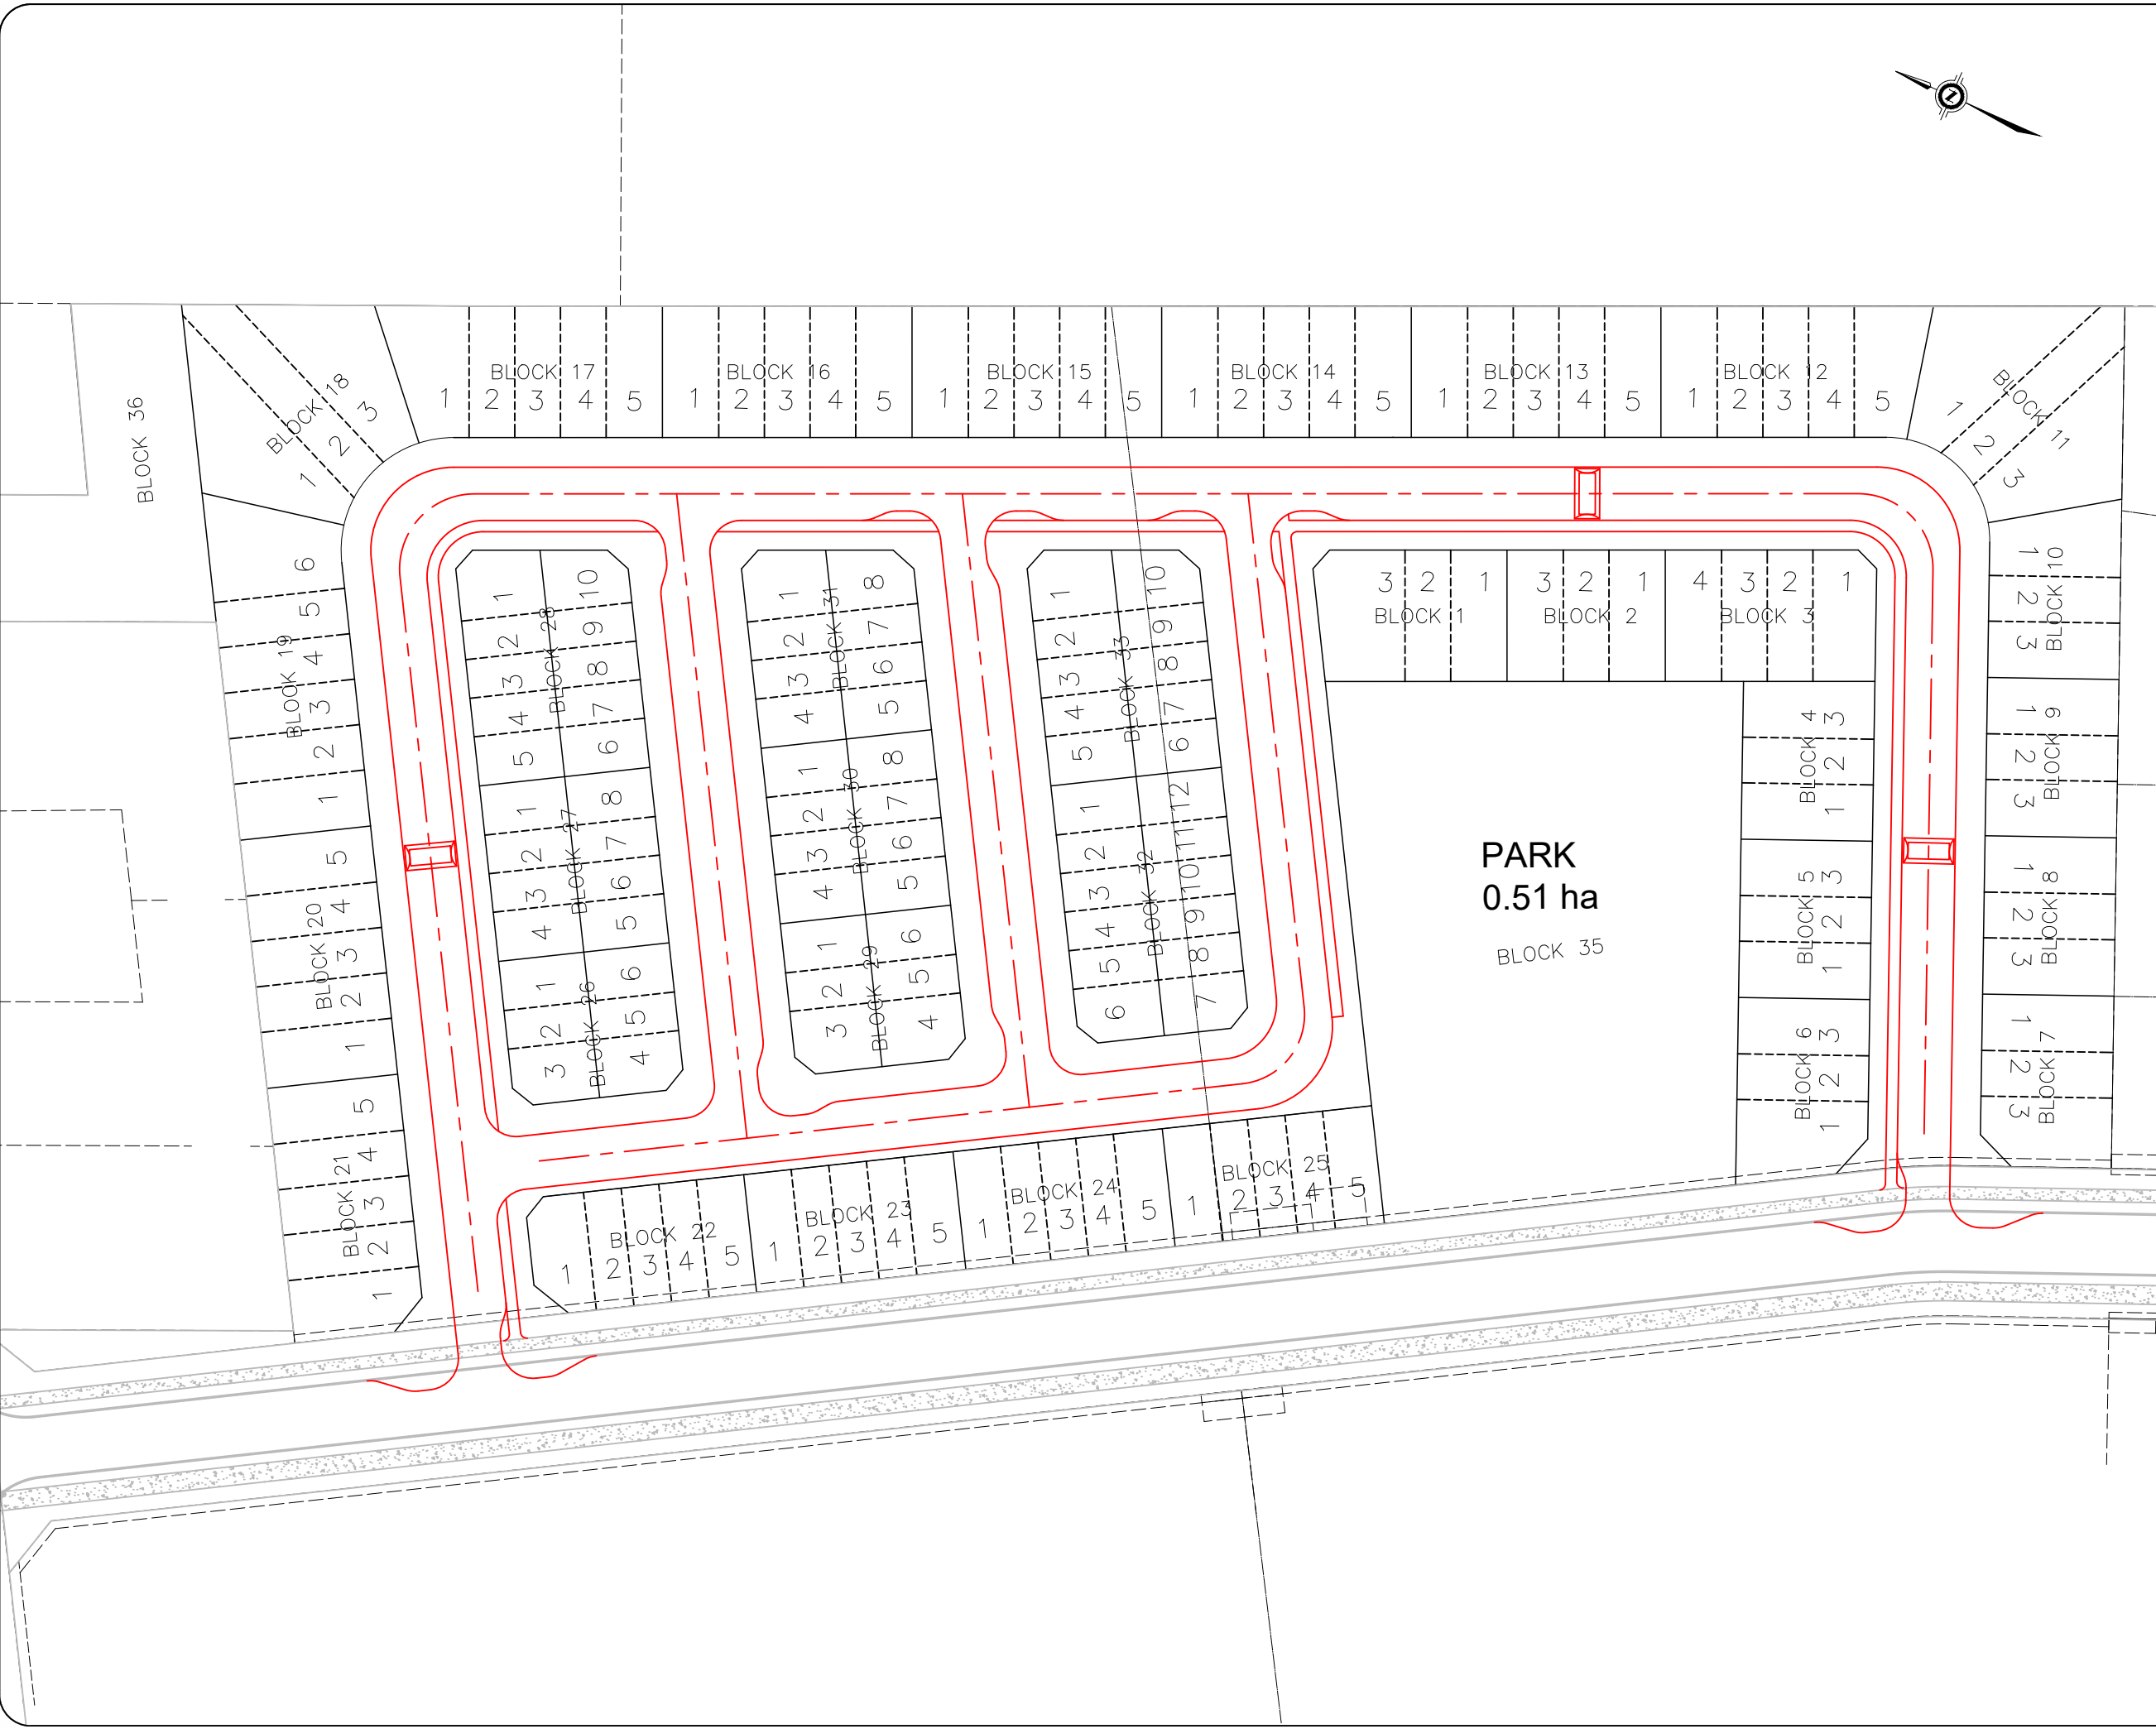 N
BLOCK 17
1 2 3 4 5
BLOCK 16
1 2 3 4 5
BLOCK 15
1 2 3 4 5
BLOCK 14
1 2 3 4 5
BLOCK 13
1 2 3 4 5
BLOCK 12
1 2 3 4 5
BLOCK 36
BLOCK 18
1 2 3
BLOCK 11
1 2 3
BLOCK 19
6 5 4 3 2 1
BLOCK 20
5 4 3 2 1
BLOCK 21
5 4 3 2 1
BLOCK 28
1 2 3 4 5
10 9 8 7 6
BLOCK 27
1 2 3 4
8 7 6 5
BLOCK 26
1 2 3
6 5 4
BLOCK 31
1 2 3 4
8 7 6 5
BLOCK 30
1 2 3 4
8 7 6 5
BLOCK 29
1 2 3
6 5 4
BLOCK 33
1 2 3 4 5
10 9 8 7 6
BLOCK 32
1 2 3 4 5 6
12 11 10 9 8 7
3 2 1
BLOCK 1
3 2 1
BLOCK 2
4 3 2 1
BLOCK 3
BLOCK 4
3 2 1
BLOCK 5
3 2 1
BLOCK 6
3 2 1
BLOCK 10
1 2 3
BLOCK 9
1 2 3
BLOCK 8
1 2 3
BLOCK 7
1 2 3
PARK
0.51 ha
BLOCK 35
BLOCK 22
1 2 3 4 5
BLOCK 23
1 2 3 4 5
BLOCK 24
1 2 3 4 5
BLOCK 25
1 2 3 4 5